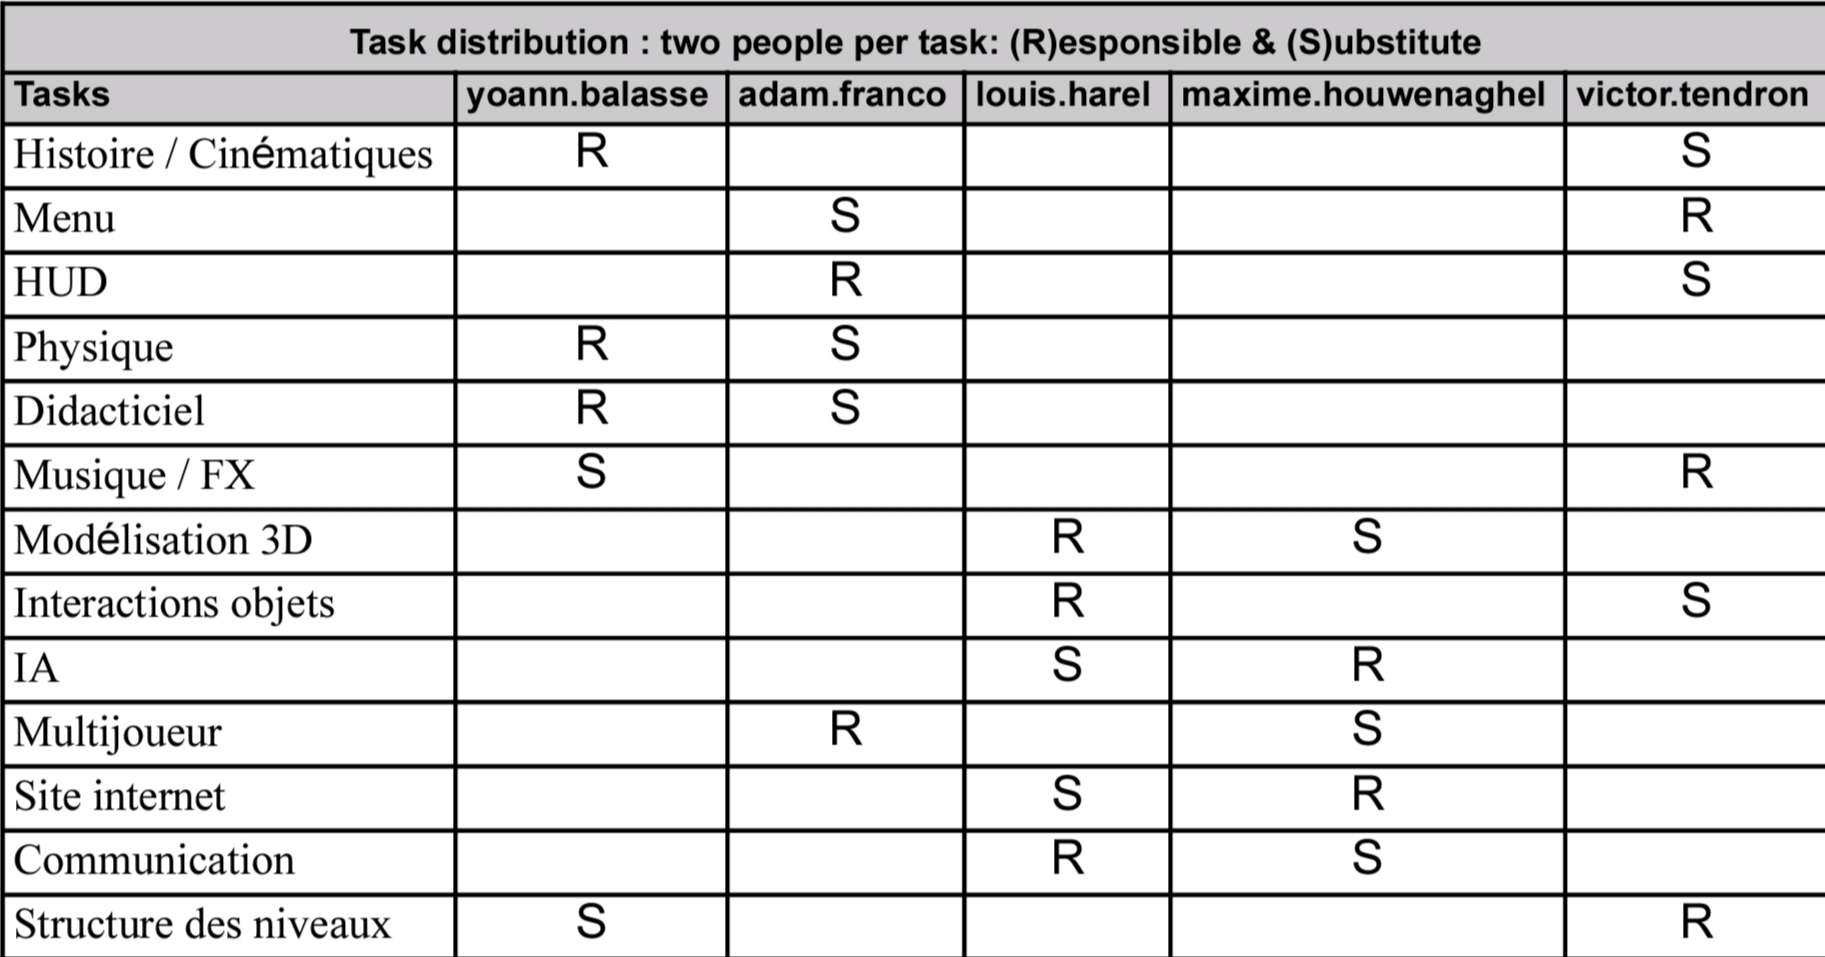 Task distribution : two people per task: (R)esponsible & (S)ubstitute
Tasks yoann.balasse adam.franco louis.harel maxime.houwenaghel victor.tendron
Histoire / Cinématiques R S
Menu S R
HUD R S
Physique R S
Didacticiel R S
Musique / FX S R
Modélisation 3D R S
Interactions objets R S
IA S R
Multijoueur R S
Site internet S R
Communication R S
Structure des niveaux S R